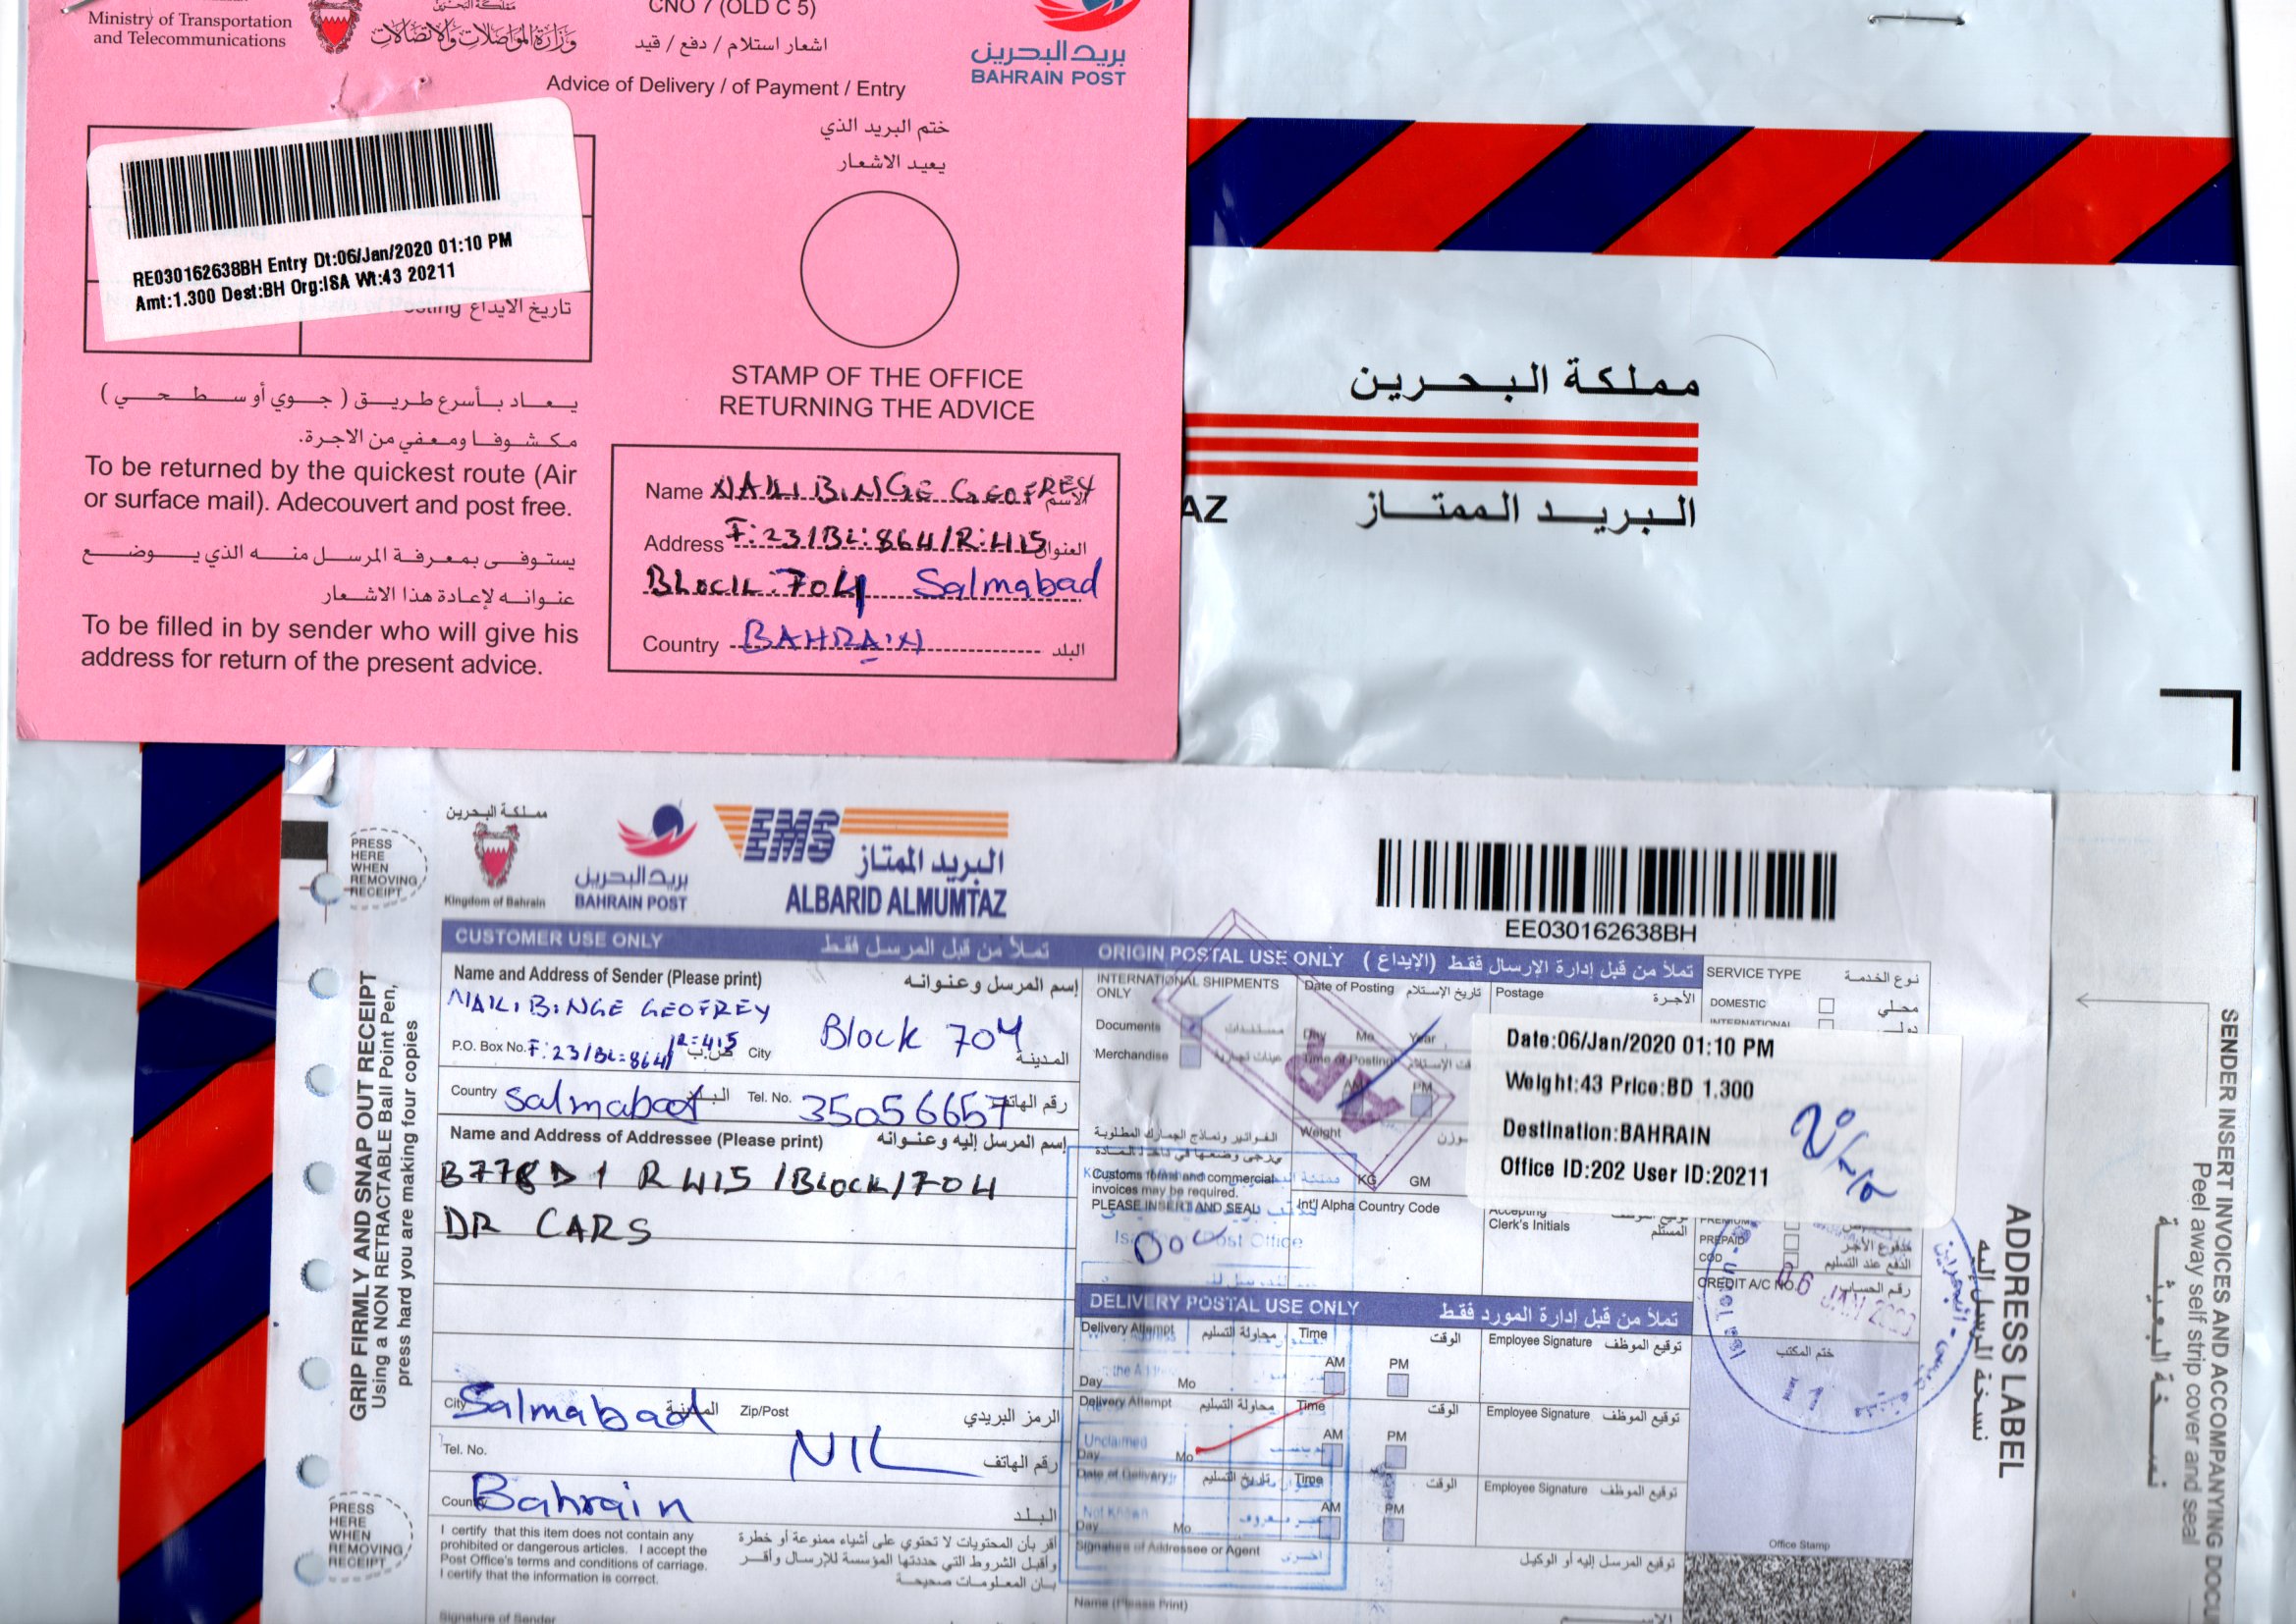 Ministry of Transportation
and Telecommunications
مملكة البحرين
وزارة المواصلات والاتصالات
CNO 7 (OLD C 5)
اشعار استلام / دفع / قيد
Advice of Delivery / of Payment / Entry
بريد البحرين
BAHRAIN POST
ختم البريد الذي
يعيد الاشعار
RE030162638BH Entry Dt:06/Jan/2020 01:10 PM
Amt:1.300 Dest:BH Org:ISA Wt:43 20211
تاريخ الايداع
STAMP OF THE OFFICE
RETURNING THE ADVICE
يعاد بأسرع طريق ( جوي أو سطحي )
مكشوفا ومعفي من الاجرة.
To be returned by the quickest route (Air
or surface mail). Adecouvert and post free.
يستوفى بمعرفة المرسل منه الذي يوضع
عنوانه لإعادة هذا الاشعار
To be filled in by sender who will give his
address for return of the present advice.
Name NAKIBINGE GEOFREY الاسم
Address F:23/BL:864/R:415 العنوان
BLOCK:704 Salmabad
Country BAHRAIN البلد
مملكة البحرين
AZ
البريد الممتاز
PRESS
HERE
WHEN
REMOVING
RECEIPT
GRIP FIRMLY AND SNAP OUT RECEIPT
Using a NON RETRACTABLE Ball Point Pen,
press hard you are making four copies
PRESS
HERE
WHEN
REMOVING
RECEIPT
مملكة البحرين
Kingdom of Bahrain
بريد البحرين
BAHRAIN POST
EMS
البريد الممتاز
ALBARID ALMUMTAZ
EE030162638BH
CUSTOMER USE ONLY تملأ من قبل المرسل فقط
Name and Address of Sender (Please print) إسم المرسل وعنوانه
NAKIBINGE GEOFREY
P.O. Box No. F:23/BL:864/R:415 ص.ب City Block 704 المدينة
Country Salmabad البلد Tel. No. 35056657 رقم الهاتف
Name and Address of Addressee (Please print) إسم المرسل إليه وعنوانه
B778D1 R415 /BLOCK/704
DR CARS
City Salmabad المدينة Zip/Post الرمز البريدي
Tel. No. NIL رقم الهاتف
Country Bahrain البلد
I certify that this item does not contain any
prohibited or dangerous articles. I accept the
Post Office's terms and conditions of carriage.
I certify that the information is correct.
أقر بأن المحتويات لا تحتوي على أشياء ممنوعة أو خطرة
وأقبل الشروط التي حددتها المؤسسة للإرسال وأقر
بان المعلومات صحيحة
Signature of Sender
ORIGIN POSTAL USE ONLY ( الإيداع ) تملأ من قبل إدارة الإرسال فقط
INTERNATIONAL SHIPMENTS
ONLY
Documents مستندات
Merchandise عينات تجارية
Date of Posting تاريخ الإستلام
Day Mo Year
Time of Posting
AM PM
Postage الأجرة
AR
Weight وزن
KG GM
الفواتير ونماذج الجمارك المطلوبة
يرجى وضعها في داخل المادة
Customs forms and commercial
invoices may be required.
PLEASE INSERT AND SEAL
Doc
Isa Town Post Office
Int'l Alpha Country Code
Accepting
Clerk's Initials
SERVICE TYPE نوع الخدمة
DOMESTIC محلي
INTERNATIONAL دولي
Date:06/Jan/2020 01:10 PM
Weight:43 Price:BD 1.300
Destination:BAHRAIN
Office ID:202 User ID:20211
PREMIUM
PREPAID مدفوع الأجر
COD الدفع عند التسليم
CREDIT A/C NO. رقم الحساب
06 JAN 2020
DELIVERY POSTAL USE ONLY تملأ من قبل إدارة المورد فقط
Delivery Attempt محاولة التسليم Time الوقت Employee Signature توقيع الموظف
Day Mo AM PM
Delivery Attempt محاولة التسليم Time الوقت Employee Signature توقيع الموظف
Unclaimed
Day Mo AM PM
Date of Delivery تاريخ التسليم Time الوقت Employee Signature توقيع الموظف
Not Known
Day Mo AM PM
Signature of Addressee or Agent توقيع المرسل إليه أو الوكيل
اخرى
Name (Please Print) الاسم
ختم المكتب
Office Stamp
ADDRESS LABEL
نسخة المرسل إليه
SENDER INSERT INVOICES AND ACCOMPANYING DOCU
Peel away self strip cover and seal
نسخة البعيثة